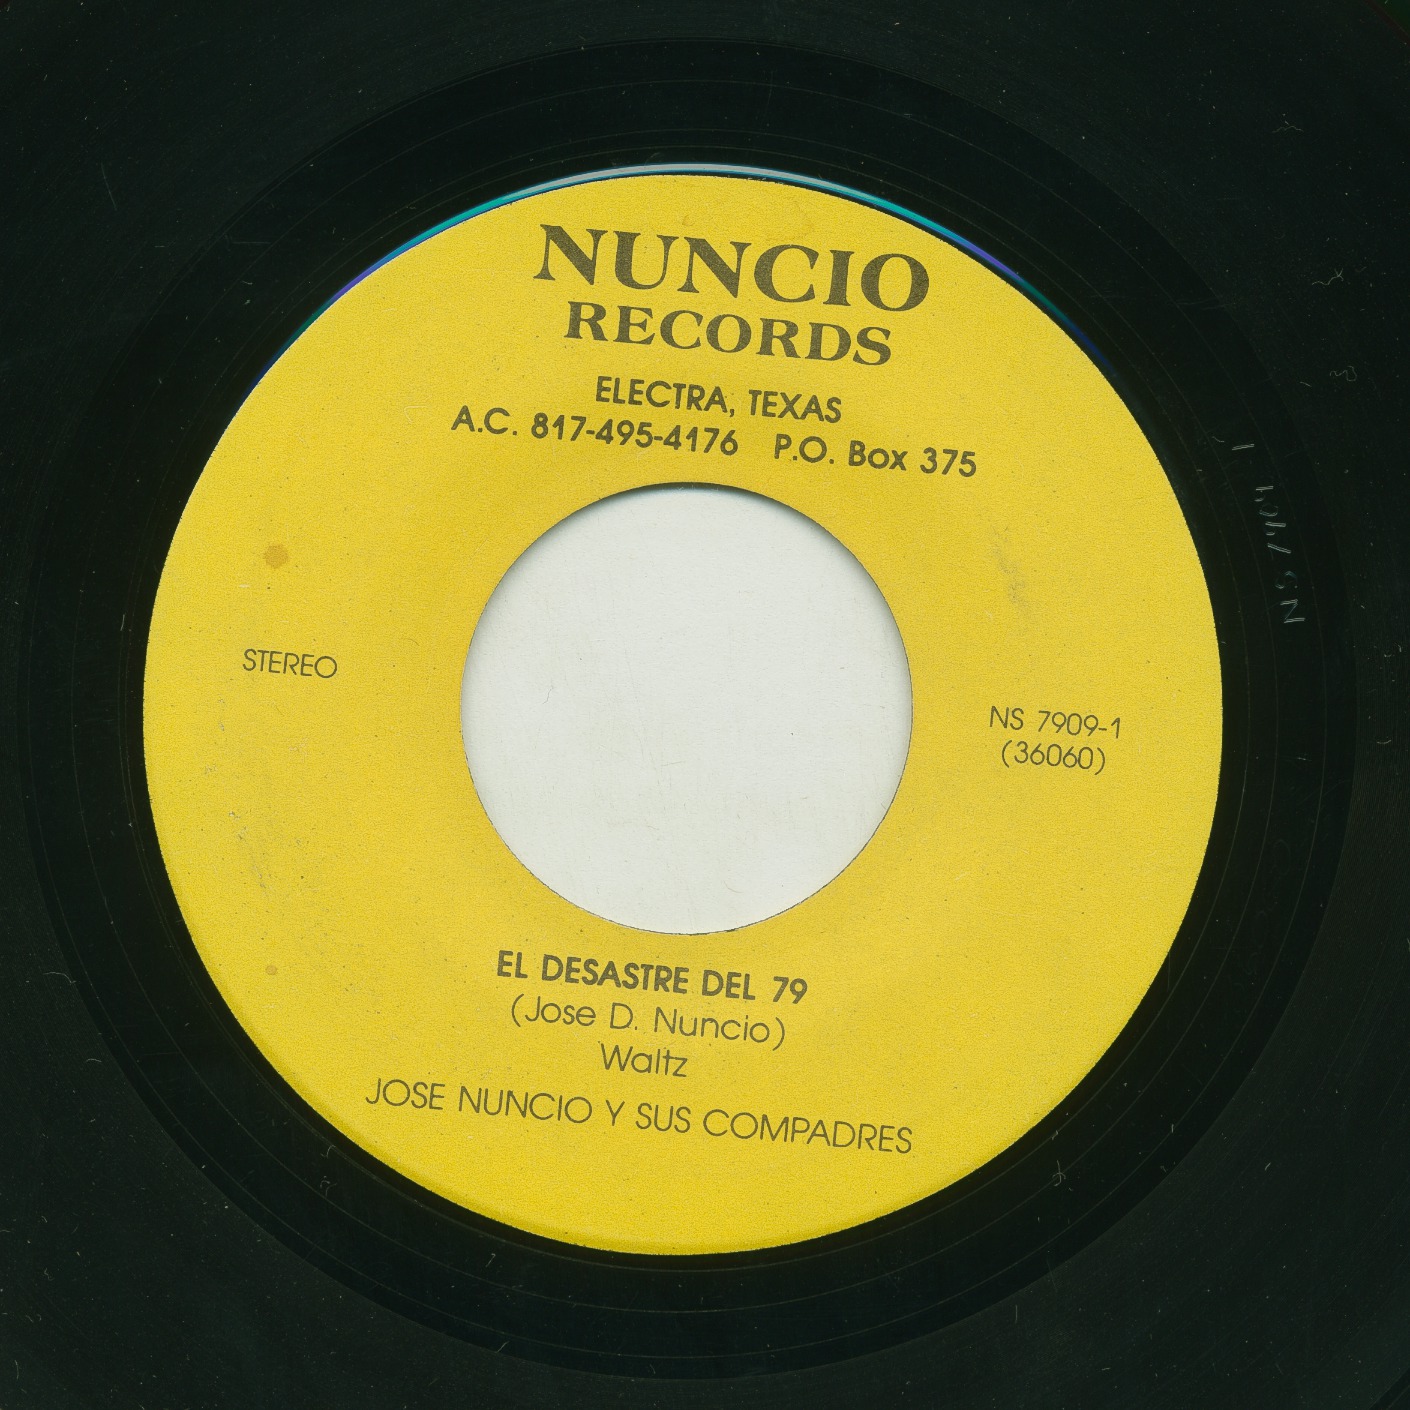 NUNCIO
RECORDS
ELECTRA, TEXAS
A.C. 817-495-4176 P.O. Box 375
STEREO
NS 7909-1
(36060)
EL DESASTRE DEL 79
(Jose D. Nuncio)
Waltz
JOSE NUNCIO Y SUS COMPADRES